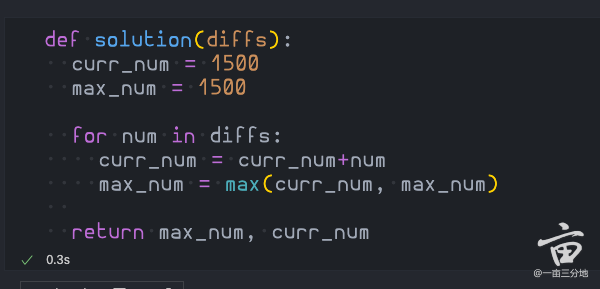 def solution(diffs):
curr_num = 1500
max_num = 1500
for num in diffs:
curr_num = curr_num+num
max_num = max(curr_num, max_num)
return max_num, curr_num
✓ 0.3s
亩
@一亩三分地